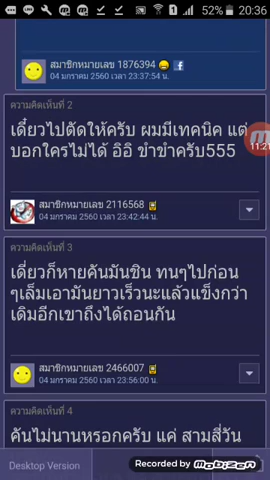 52% 20:36
สมาชิกหมายเลข 1876394
04 มกราคม 2560 เวลา 23:37:54 น.
ความคิดเห็นที่ 2
เดี๋ยวไปตัดให้ครับ ผมมีเทคนิค แต่
บอกใครไม่ได้ อิอิ ขำขำครับ555
11:21
สมาชิกหมายเลข 2116568
04 มกราคม 2560 เวลา 23:42:44 น.
ความคิดเห็นที่ 3
เดี่ยวก็หายคันมันชิน ทนๆไปก่อน
ๆเล็มเอามันยาวเร็วนะแล้วแข็งกว่า
เดิมอีกเขาถึงได้ถอนกัน
สมาชิกหมายเลข 2466007
04 มกราคม 2560 เวลา 23:56:00 น.
ความคิดเห็นที่ 4
คันไม่นานหรอกครับ แค่ สามสี่วัน
Desktop Version
Recorded by Mobizen